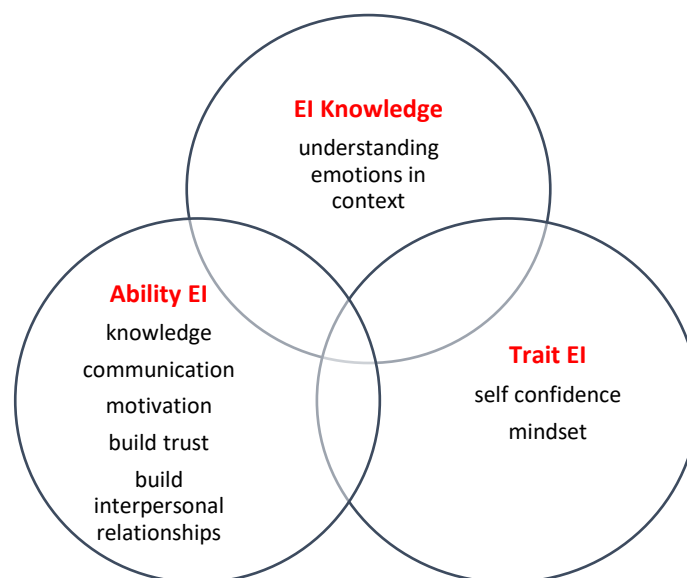 EI Knowledge
understanding
emotions in
context
Ability EI
knowledge
communication
motivation
build trust
build
interpersonal
relationships
Trait EI
self confidence
mindset